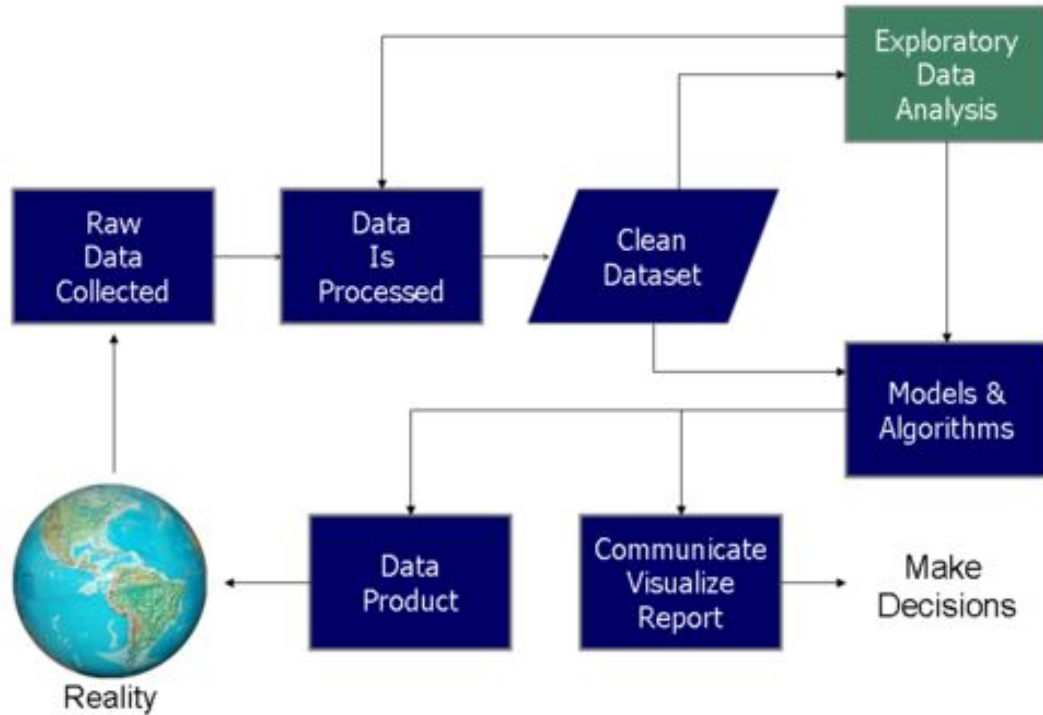 Exploratory
Data
Analysis
Raw
Data
Collected
Data
Is
Processed
Clean
Dataset
Models &
Algorithms
Data
Product
Communicate
Visualize
Report
Make
Decisions
Reality